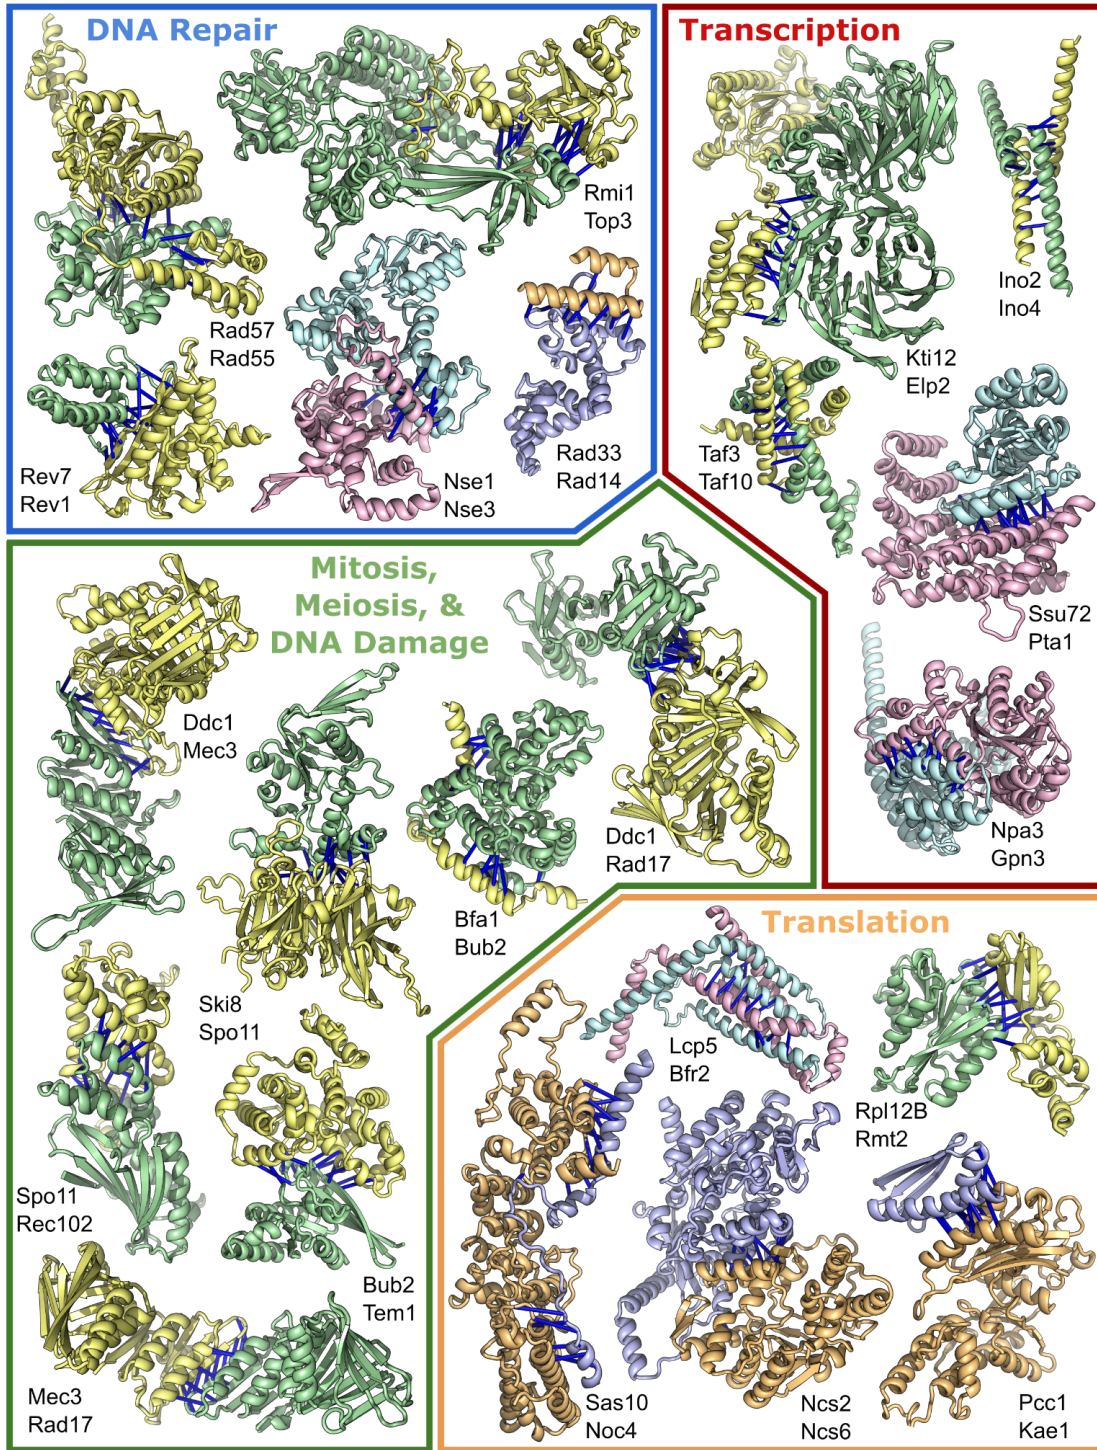 DNA Repair
Rmi1
Top3
Rad57
Rad55
Rev7
Rev1
Nse1
Nse3
Rad33
Rad14
Transcription
Ino2
Ino4
Kti12
Elp2
Taf3
Taf10
Ssu72
Pta1
Npa3
Gpn3
Mitosis,
Meiosis, &
DNA Damage
Ddc1
Mec3
Ddc1
Rad17
Bfa1
Bub2
Ski8
Spo11
Spo11
Rec102
Bub2
Tem1
Mec3
Rad17
Translation
Lcp5
Bfr2
Rpl12B
Rmt2
Sas10
Noc4
Ncs2
Ncs6
Pcc1
Kae1